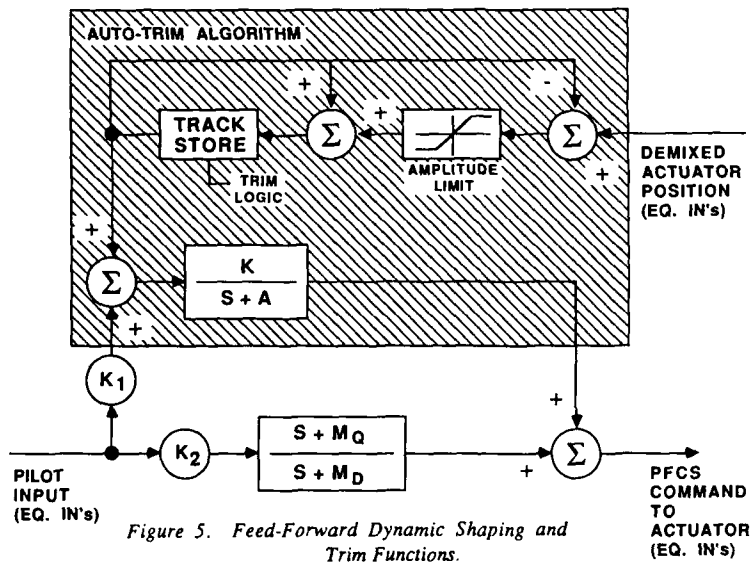 AUTO-TRIM ALGORITHM
+
-
Σ
+
AMPLITUDE
LIMIT
Σ
+
TRACK
STORE
TRIM
LOGIC
DEMIXED
ACTUATOR
POSITION
(EQ. IN's)
+
Σ
+
K
S + A
K1
K2
S + MQ
S + MD
+
+
Σ
PILOT
INPUT
(EQ. IN's)
PFCS
COMMAND
TO
ACTUATOR
(EQ. IN's)
Figure 5. Feed-Forward Dynamic Shaping and
Trim Functions.